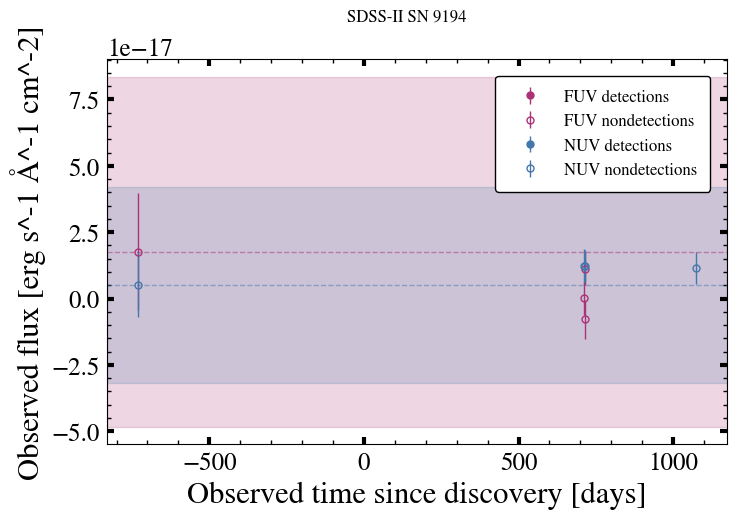 SDSS-II SN 9194
1e−17
Observed flux [erg s^-1 Å^-1 cm^-2]
7.5
5.0
2.5
0.0
−2.5
−5.0
FUV detections
FUV nondetections
NUV detections
NUV nondetections
−500
0
500
1000
Observed time since discovery [days]